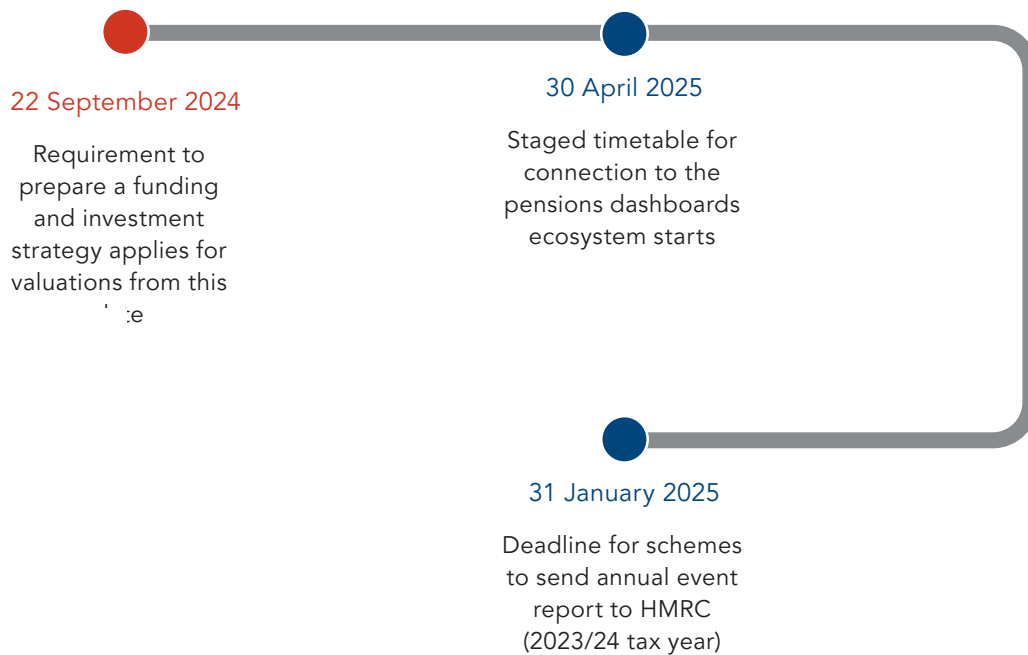 22 September 2024
Requirement to
prepare a funding
and investment
strategy applies for
valuations from this
30 April 2025
Staged timetable for
connection to the
pensions dashboards
ecosystem starts
31 January 2025
Deadline for schemes
to send annual event
report to HMRC
(2023/24 tax year)